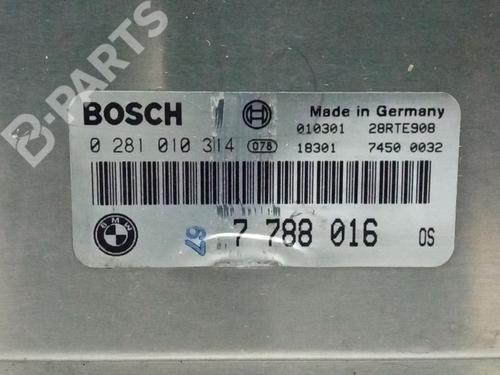 B-PARTS
BOSCH
Made in Germany
010301 28RTE908
0 281 010 314 078 18301 7450 0032
BMW
67 7 788 016 OS